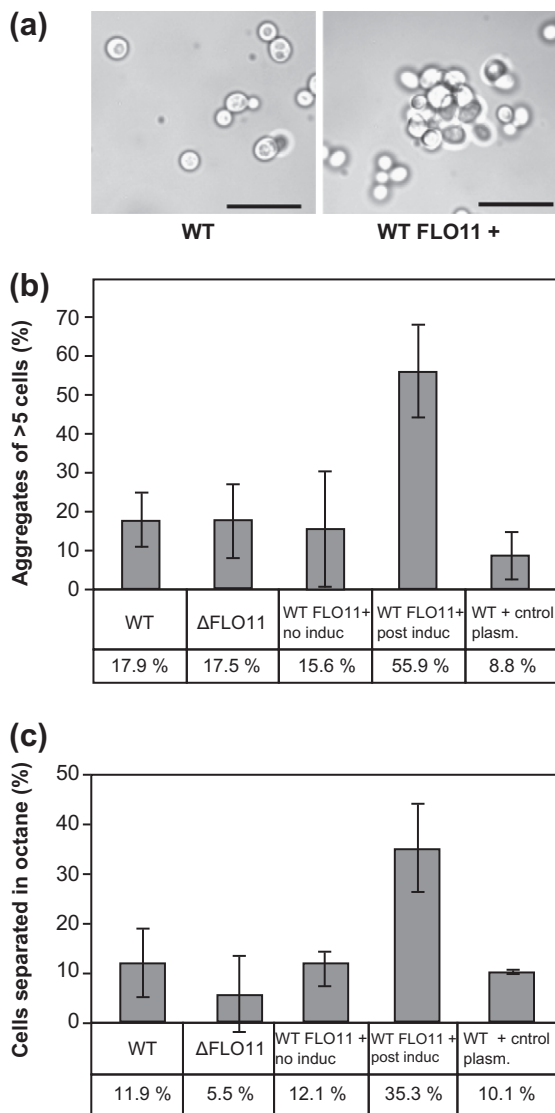 (a)
WT
WT FLO11 +
(b)
Aggregates of >5 cells (%)
70
60
50
40
30
20
10
0
WT
ΔFLO11
WT FLO11+
no induc
WT FLO11+
post induc
WT + cntrol
plasm.
17.9 %
17.5 %
15.6 %
55.9 %
8.8 %
(c)
Cells separated in octane (%)
50
40
30
20
10
0
WT
ΔFLO11
WT FLO11 +
no induc
WT FLO11 +
post induc
WT + cntrol
plasm.
11.9 %
5.5 %
12.1 %
35.3 %
10.1 %